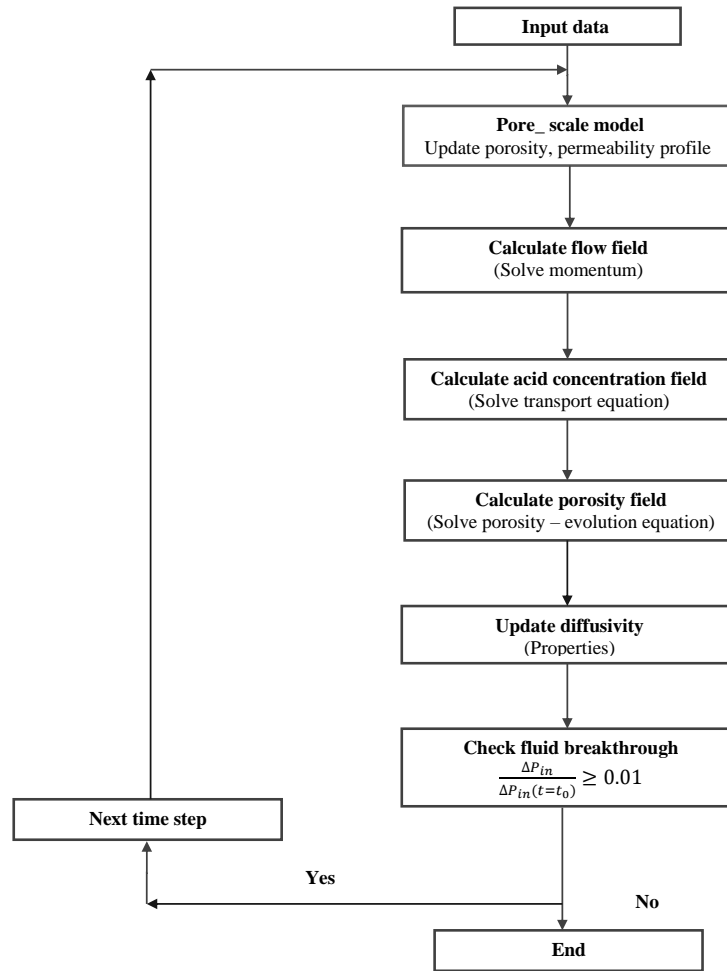 Input data
Pore_ scale model
Update porosity, permeability profile
Calculate flow field
(Solve momentum)
Calculate acid concentration field
(Solve transport equation)
Calculate porosity field
(Solve porosity – evolution equation)
Update diffusivity
(Properties)
Check fluid breakthrough
ΔP_in / ΔP_in(t=t_0) ≥ 0.01
Next time step
Yes
No
End